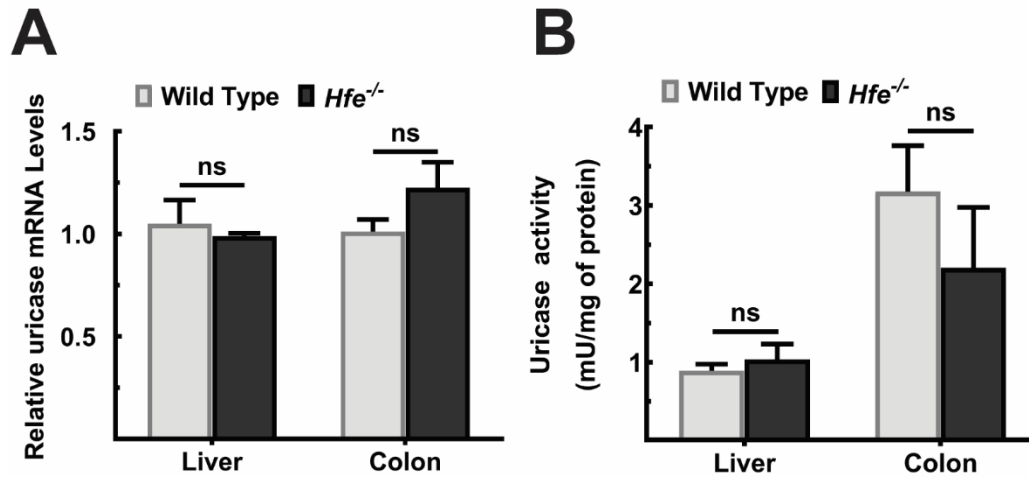 A
Wild Type Hfe-/-
Relative uricase mRNA Levels
1.5
1.0
0.5
ns
ns
Liver Colon
B
Wild Type Hfe-/-
Uricase activity
(mU/mg of protein)
4
3
2
1
ns
ns
Liver Colon